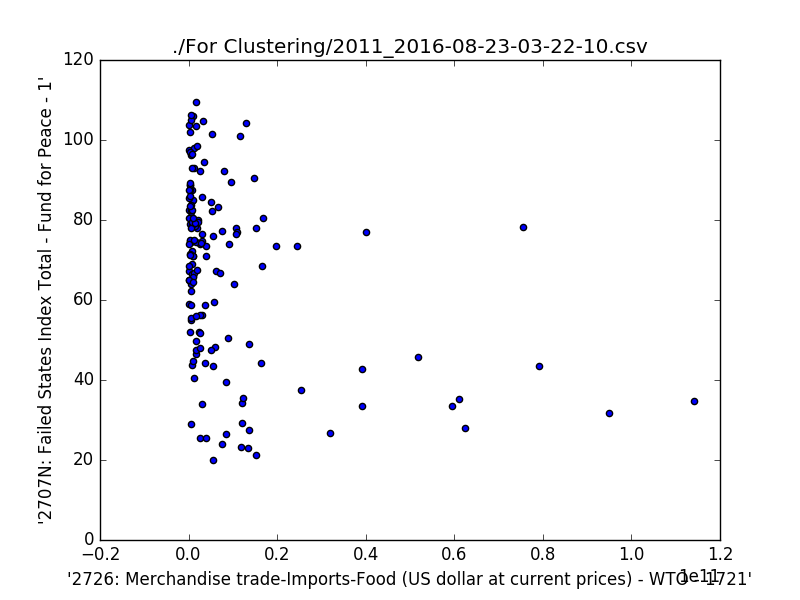 ./For Clustering/2011_2016-08-23-03-22-10.csv
120
100
80
60
40
20
0
'2707N: Failed States Index Total - Fund for Peace - 1'
−0.2 0.0 0.2 0.4 0.6 0.8 1.0 1.2
1e11
'2726: Merchandise trade-Imports-Food (US dollar at current prices) - WTO - 1721'